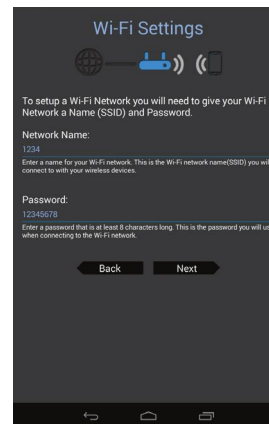 Wi-Fi Settings
To setup a Wi-Fi Network you will need to give your Wi-Fi
Network a Name (SSID) and Password.
Network Name:
1234
Enter a name for your Wi-Fi network. This is the Wi-Fi network name(SSID) you wil
connect to with your wireless devices.
Password:
12345678
Enter a password that is at least 8 characters long. This is the password you will us
when connecting to the Wi-Fi network.
Back Next